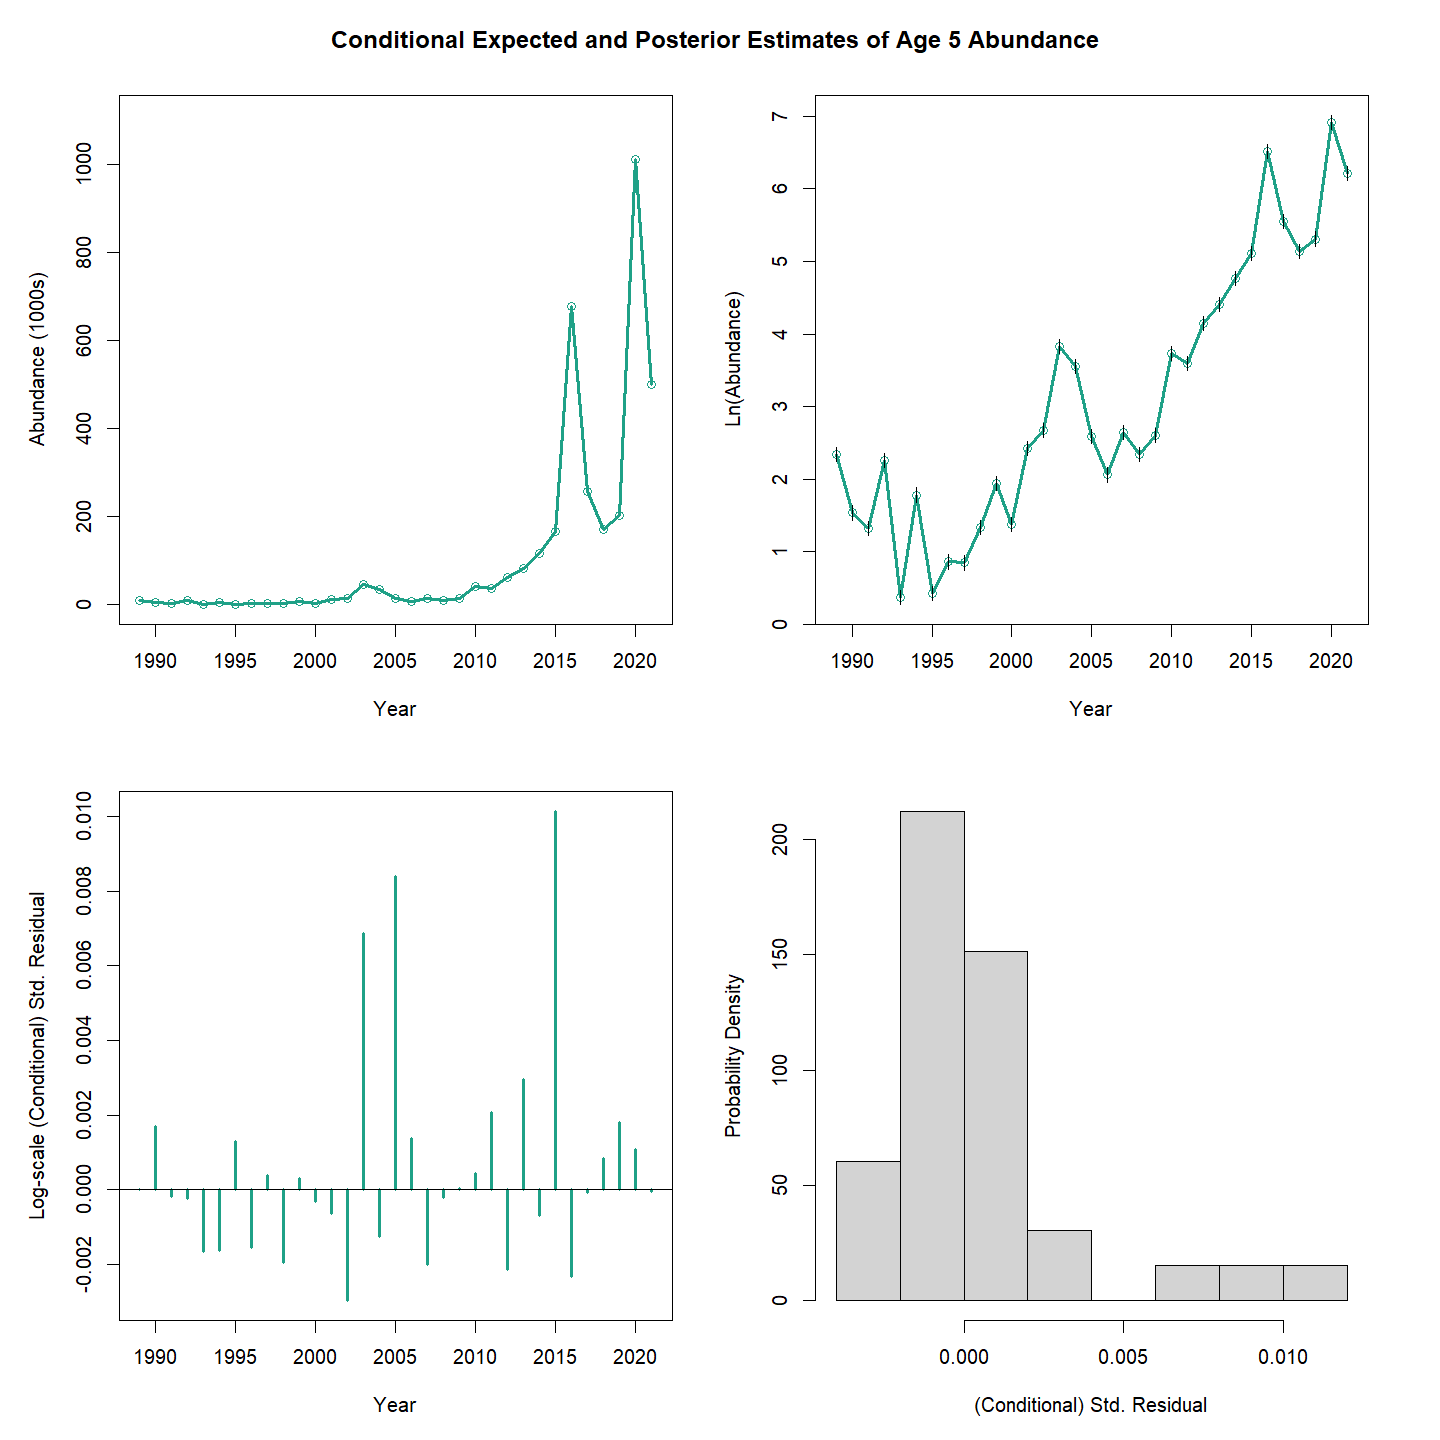 Conditional Expected and Posterior Estimates of Age 5 Abundance
Abundance (1000s)
0 200 400 600 800 1000
1990 1995 2000 2005 2010 2015 2020
Year
Ln(Abundance)
0 1 2 3 4 5 6 7
1990 1995 2000 2005 2010 2015 2020
Year
Log-scale (Conditional) Std. Residual
-0.002 0.000 0.002 0.004 0.006 0.008 0.010
1990 1995 2000 2005 2010 2015 2020
Year
Probability Density
0 50 100 150 200
0.000 0.005 0.010
(Conditional) Std. Residual